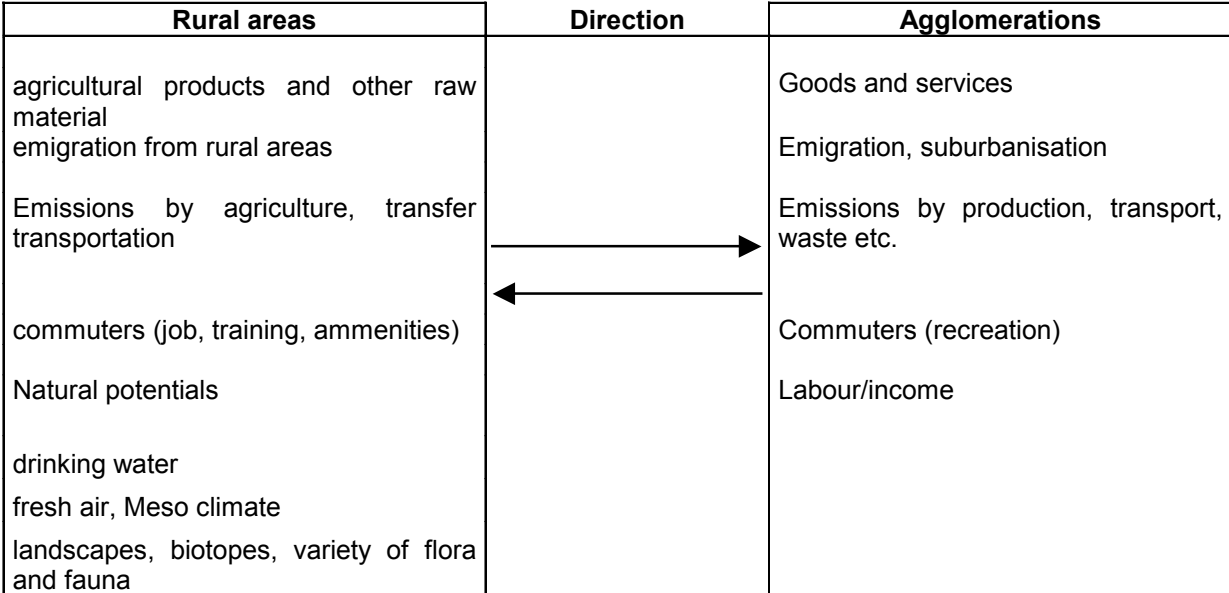 Rural areas Direction Agglomerations
agricultural products and other raw
material
Goods and services
emigration from rural areas
Emigration, suburbanisation
Emissions by agriculture, transfer
transportation
Emissions by production, transport,
waste etc.
commuters (job, training, ammenities)
Commuters (recreation)
Natural potentials
Labour/income
drinking water
fresh air, Meso climate
landscapes, biotopes, variety of flora
and fauna